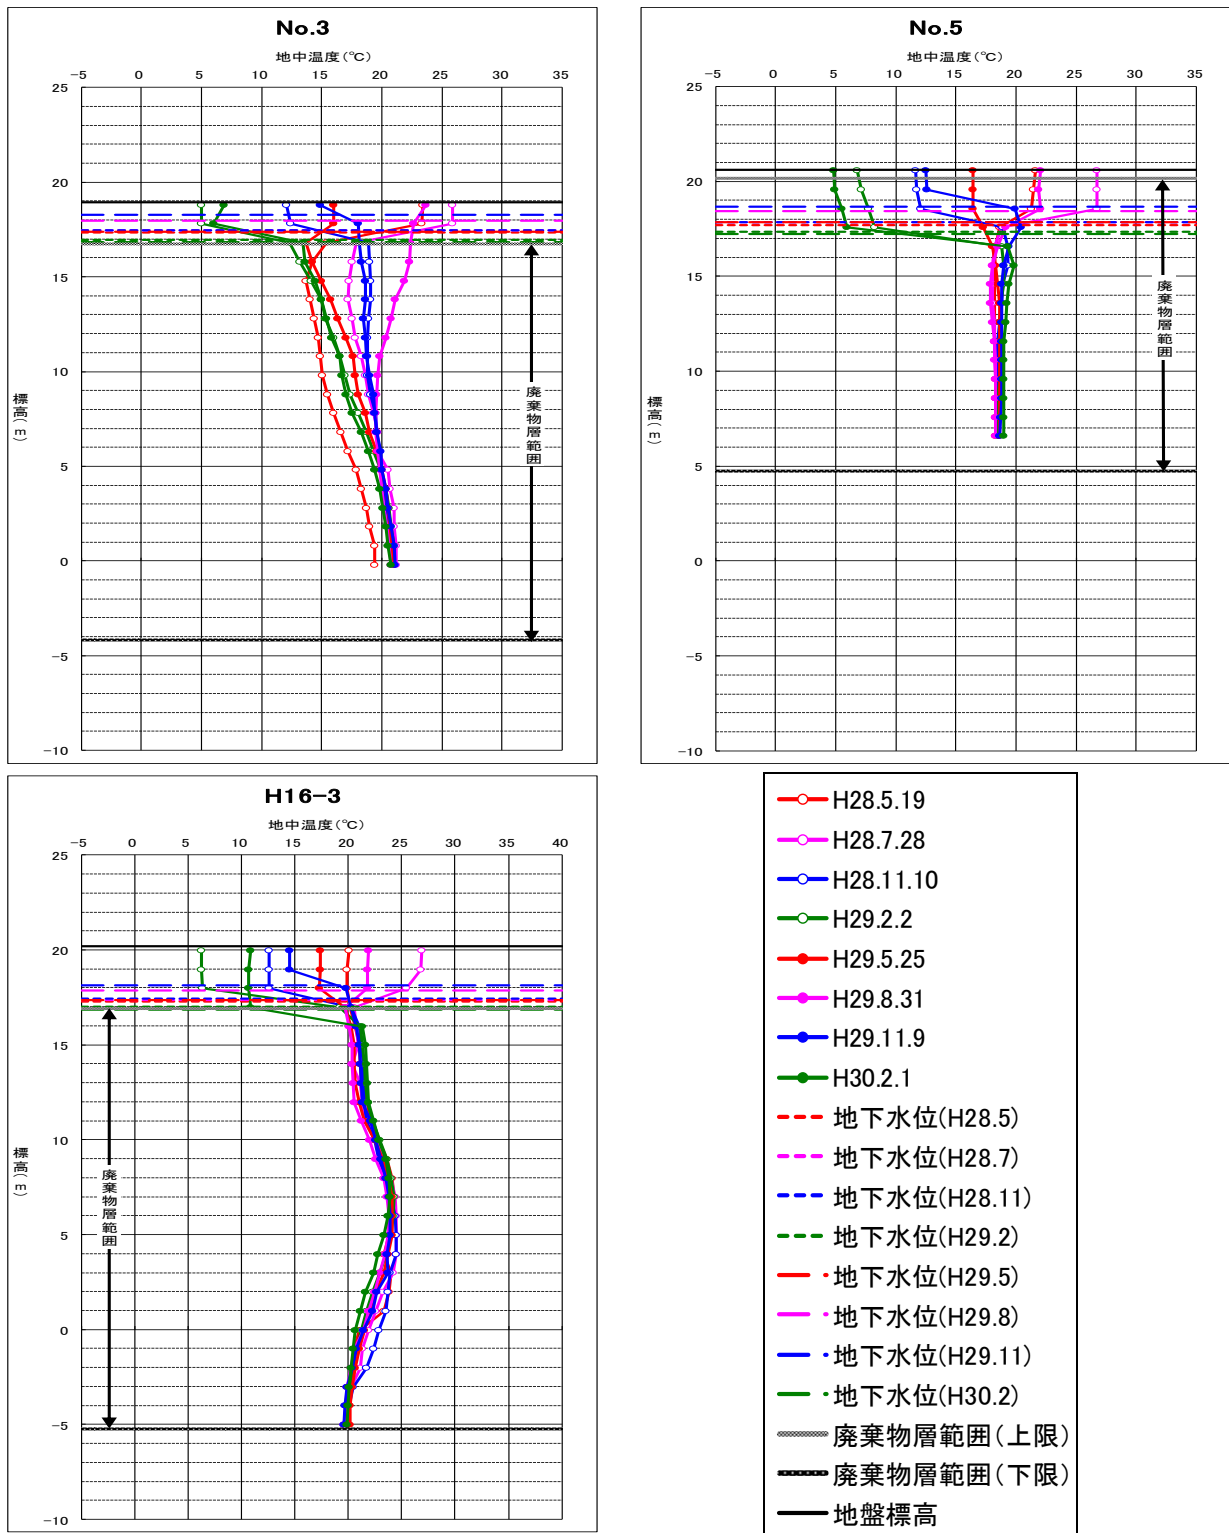 No.3
地中温度(℃)
-5 0 5 10 15 20 25 30 35
25
20
15
10
5
0
-5
-10
標高(m)
廃棄物層範囲
No.5
地中温度(℃)
-5 0 5 10 15 20 25 30 35
25
20
15
10
5
0
-5
-10
標高(m)
廃棄物層範囲
H16-3
地中温度(℃)
-5 0 5 10 15 20 25 30 35 40
25
20
15
10
5
0
-5
-10
標高(m)
廃棄物層範囲
H28.5.19
H28.7.28
H28.11.10
H29.2.2
H29.5.25
H29.8.31
H29.11.9
H30.2.1
地下水位(H28.5)
地下水位(H28.7)
地下水位(H28.11)
地下水位(H29.2)
地下水位(H29.5)
地下水位(H29.8)
地下水位(H29.11)
地下水位(H30.2)
廃棄物層範囲(上限)
廃棄物層範囲(下限)
地盤標高